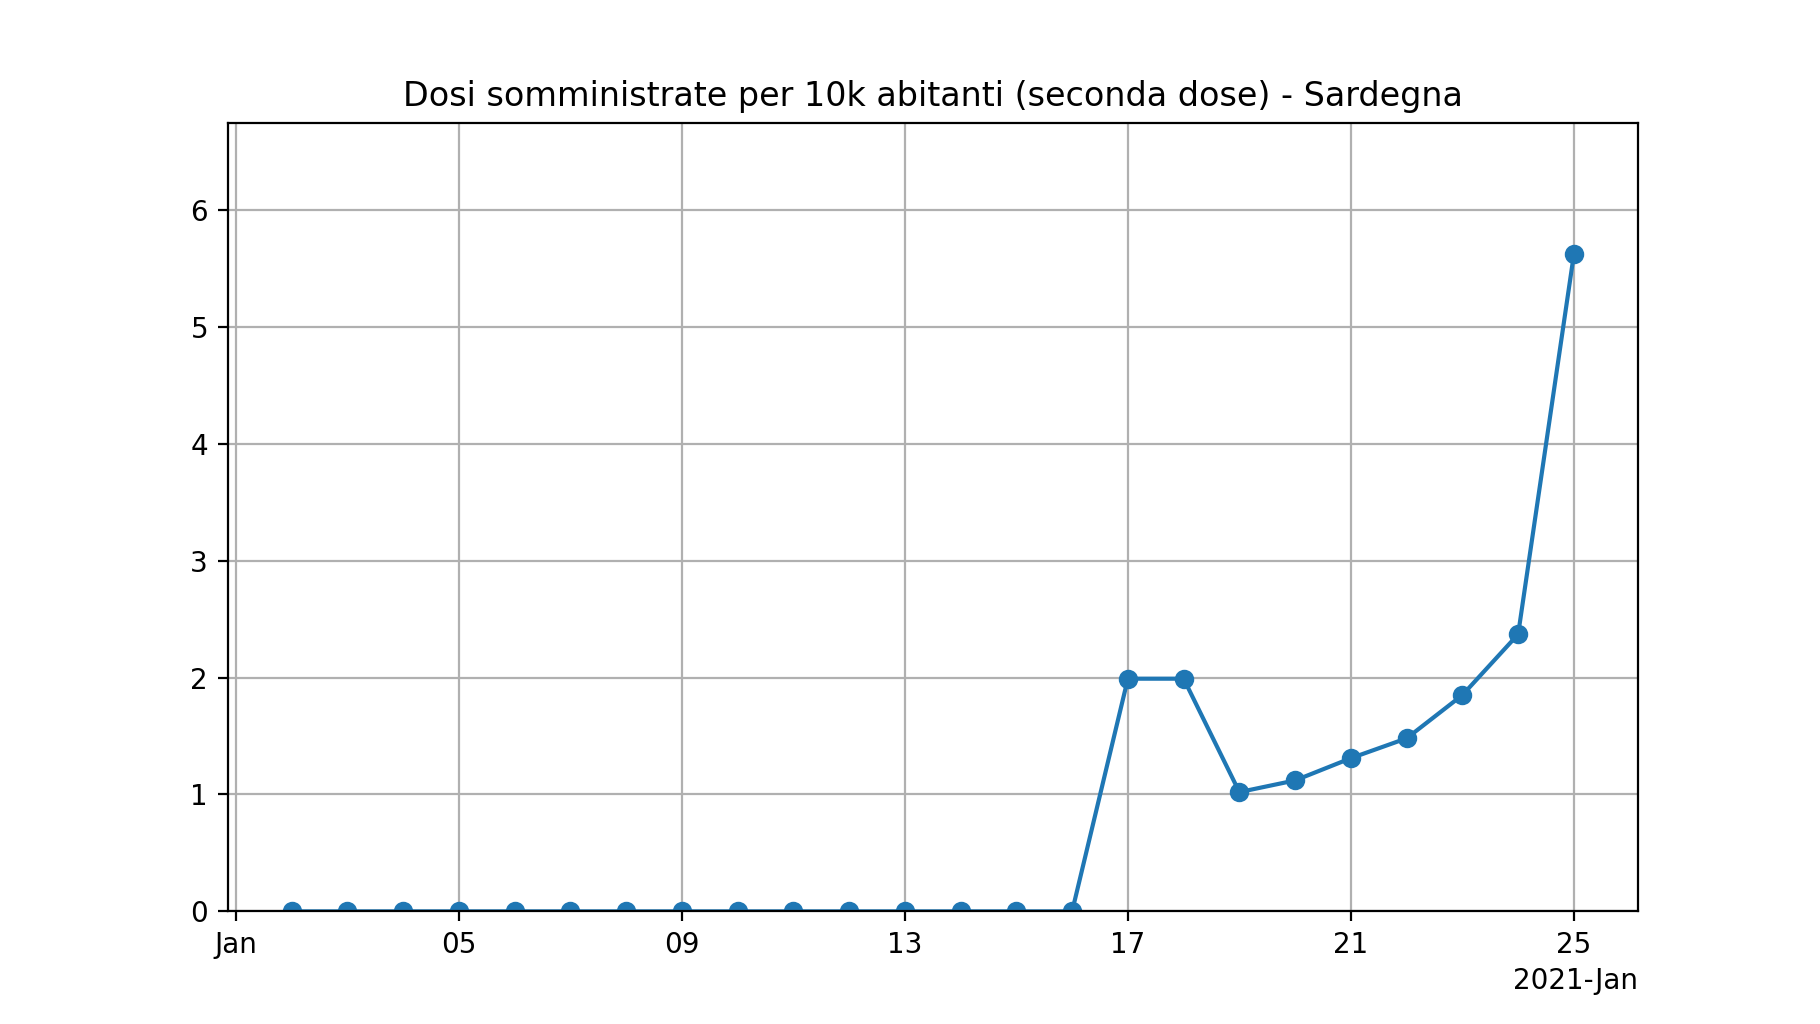 Dosi somministrate per 10k abitanti (seconda dose) - Sardegna
6
5
4
3
2
1
0
Jan 05 09 13 17 21 25
2021-Jan